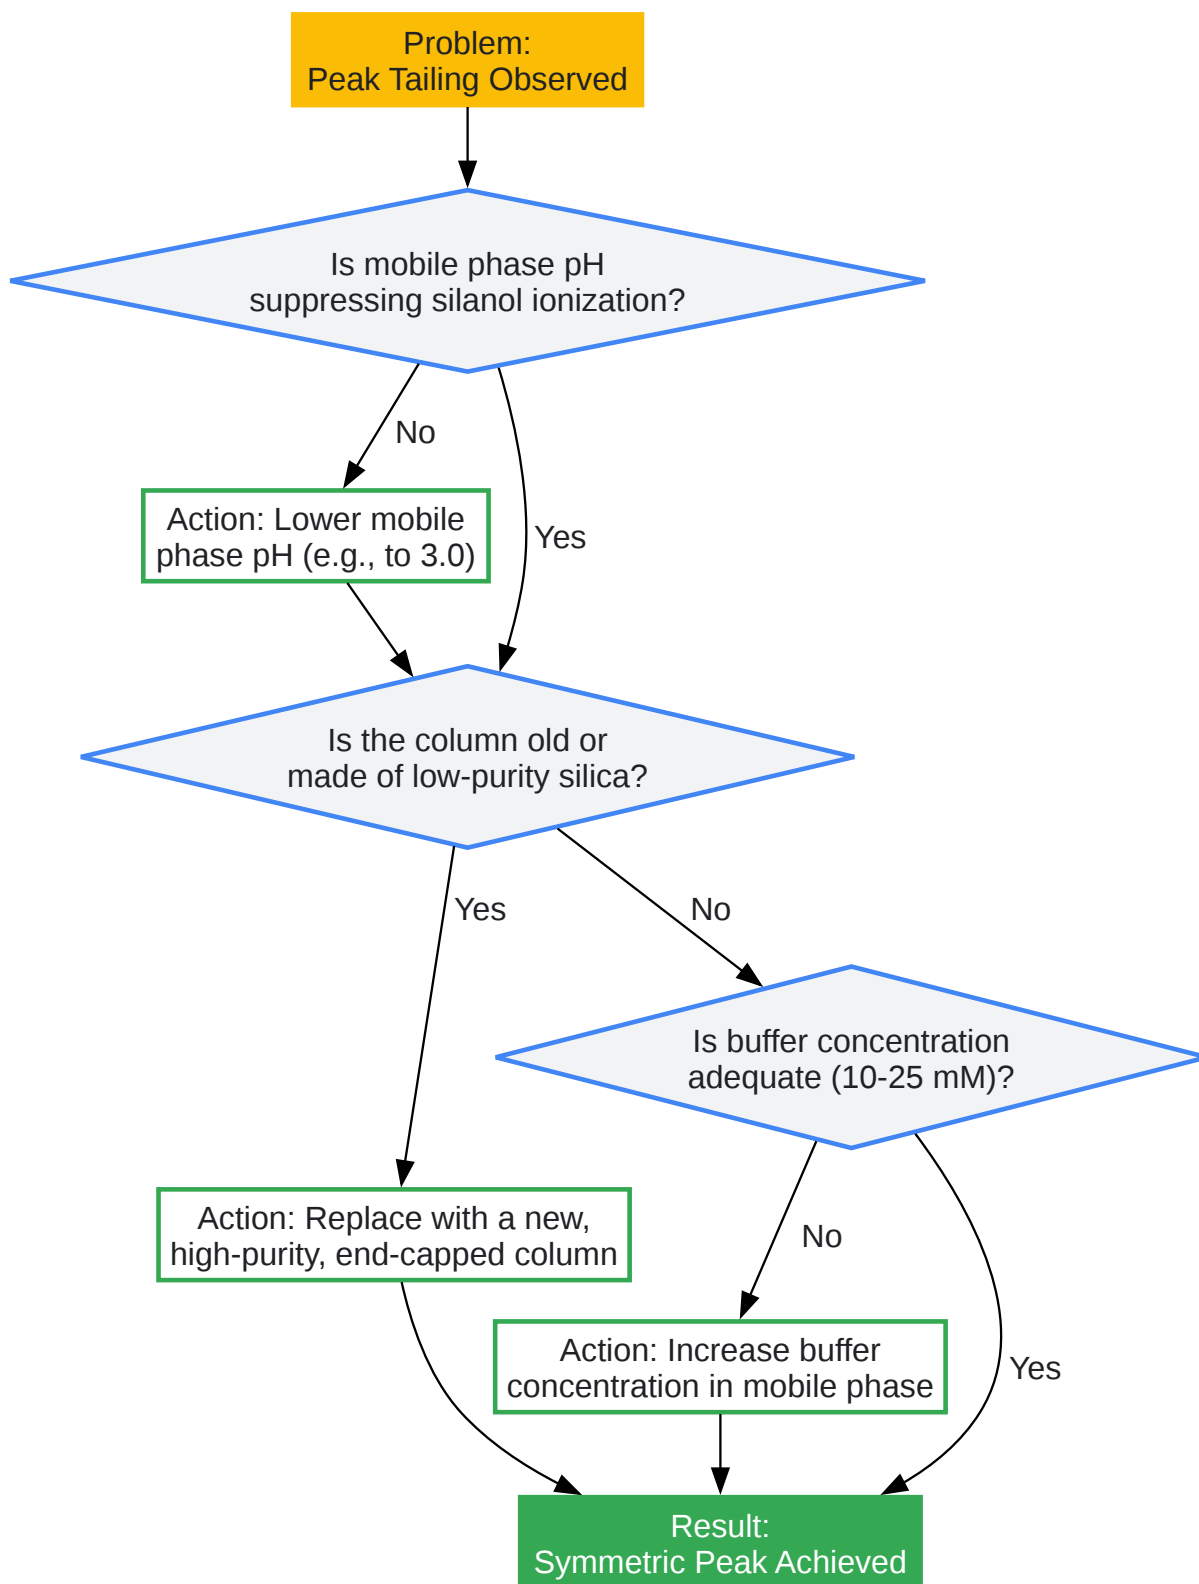 Problem:
Peak Tailing Observed
Is mobile phase pH
suppressing silanol ionization?
No
Action: Lower mobile
phase pH (e.g., to 3.0)
Yes
Is the column old or
made of low-purity silica?
Yes
No
Is buffer concentration
adequate (10-25 mM)?
Action: Replace with a new,
high-purity, end-capped column
No
Action: Increase buffer
concentration in mobile phase
Yes
Result:
Symmetric Peak Achieved